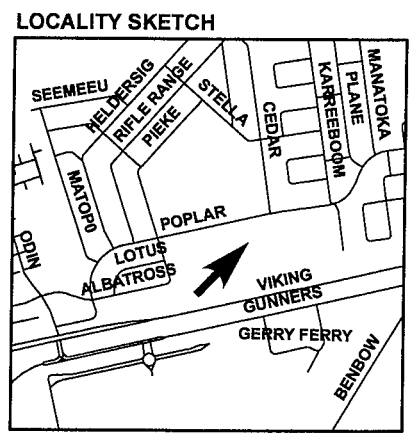 LOCALITY SKETCH
SEEMEEU
HELDERSIG
RIFLE RANGE
PIEKE
STELLA
CEDAR
KARREEBOOM
PLANE
MANATOKA
MATOPO
POPLAR
ODIN
LOTUS
ALBATROSS
VIKING
GUNNERS
GERRY FERRY
BENBOW